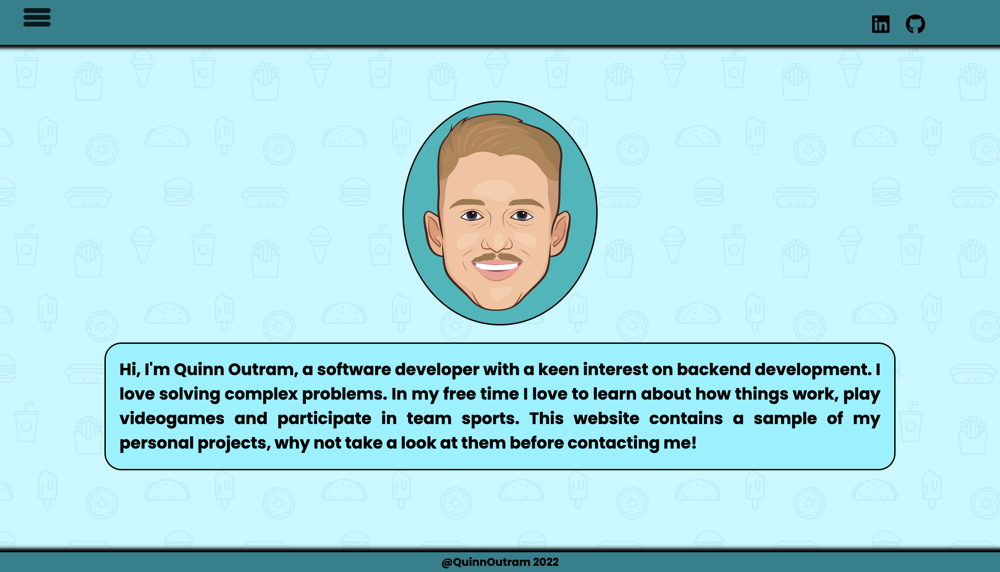 in
Hi, I'm Quinn Outram, a software developer with a keen interest on backend development. I
love solving complex problems. In my free time I love to learn about how things work, play
videogames and participate in team sports. This website contains a sample of my
personal projects, why not take a look at them before contacting me!
@QuinnOutram 2022